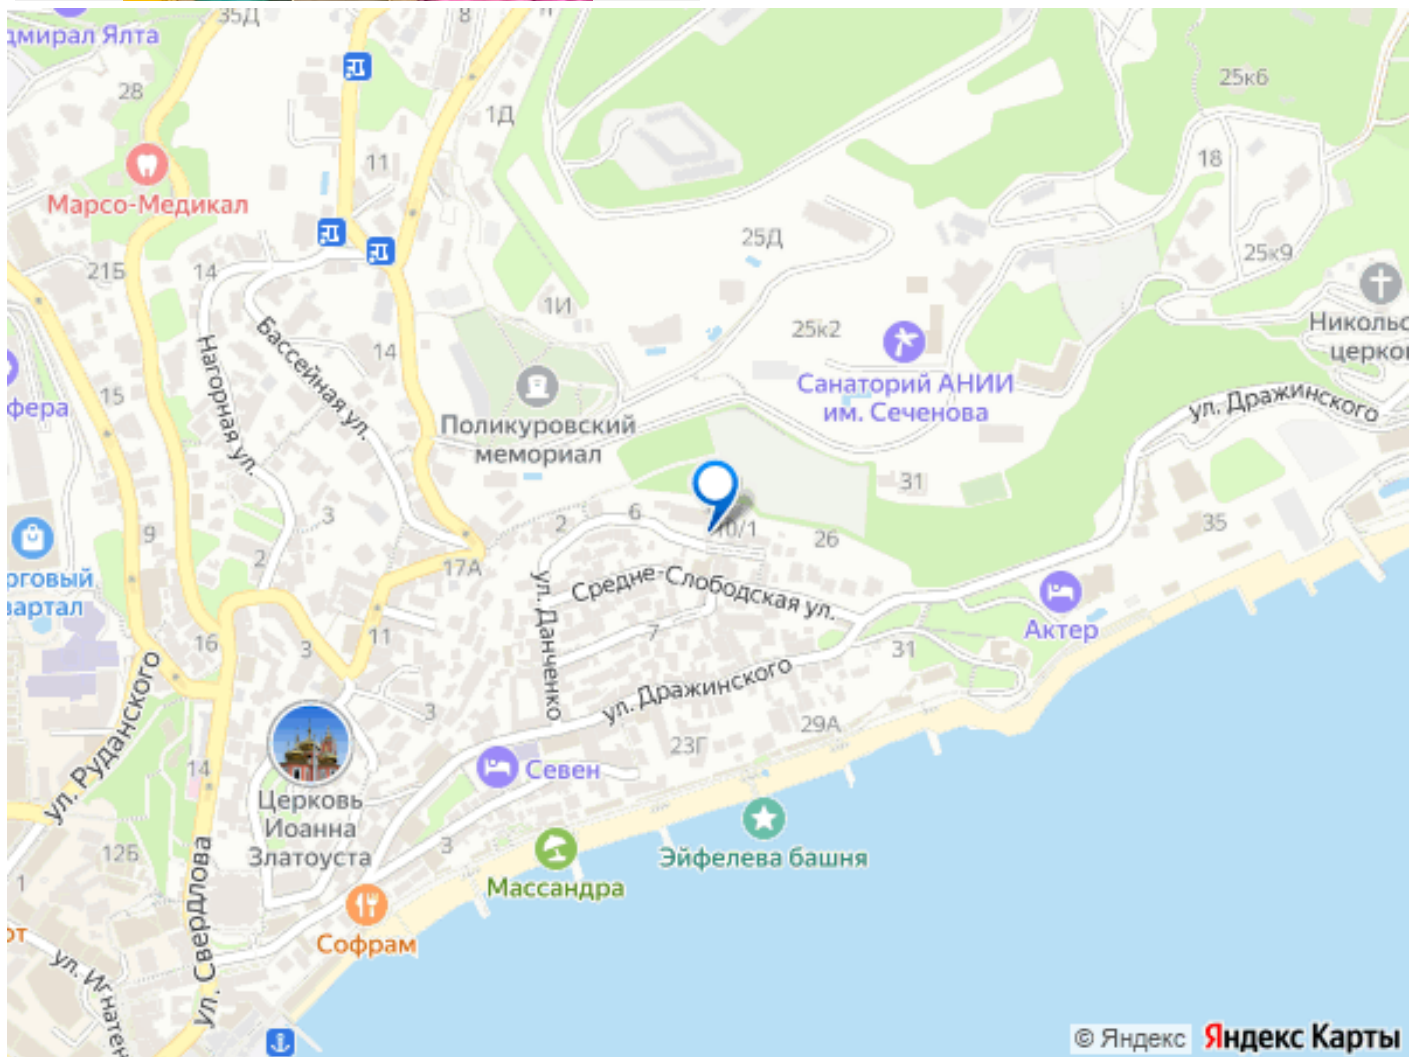 35Д
8
дмирал Ялта
28
1Д
25к6
11
18
Марсо-Медикал
25Д
21Б
14
25к9
1И
25к2
Никольс
церко
Бассейная ул.
Нагорная ул.
14
15
фера
Санаторий АНИИ
им. Сеченова
ул. Дражинского
Поликуровский
мемориал
31
3
2
6
10/1
26
35
9
2
17А
рговый
вартал
ул. Данченко
Средне-Слободская ул.
Актер
16
3
11
7
31
ул. Руданского
3
ул. Дражинского
29А
23Г
14
Севен
Церковь
Иоанна
Златоуста
12Б
3
Эйфелева башня
1
Массандра
ул. Свердлова
от
Софрам
ул. Игнатен
© Яндекс
Яндекс Карты